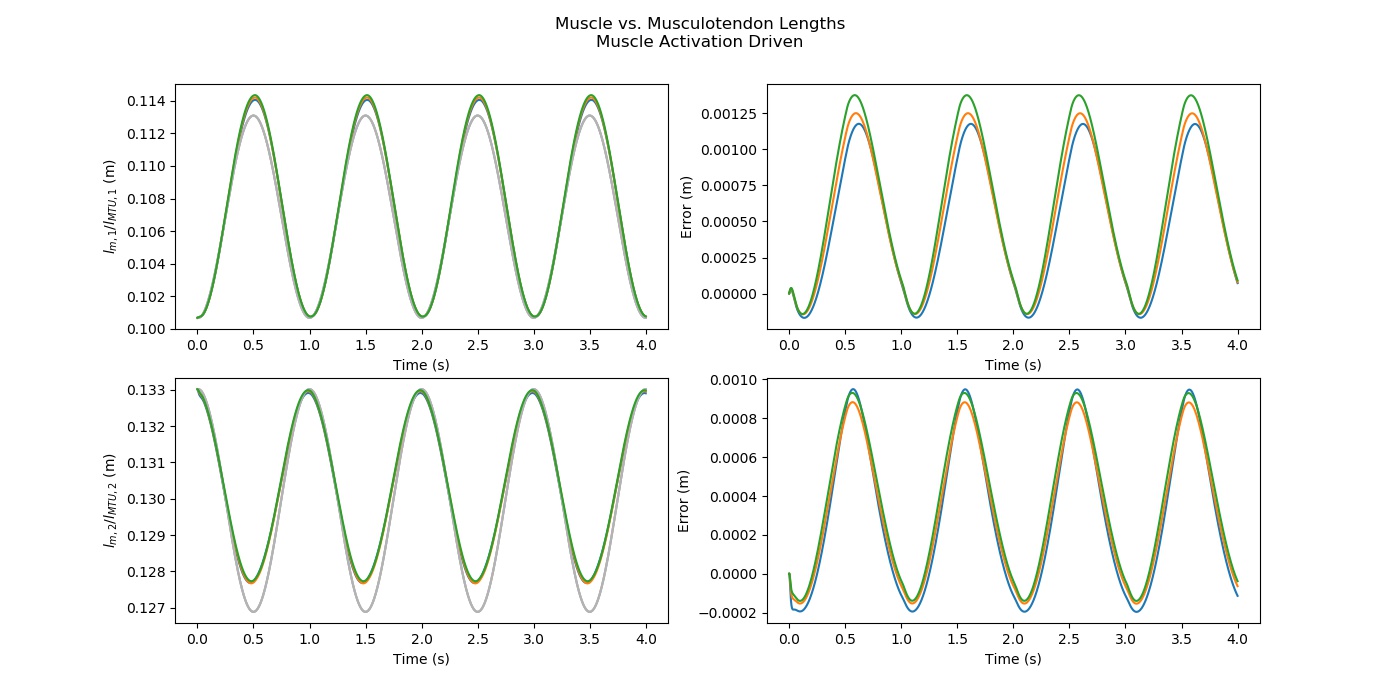 Muscle vs. Musculotendon Lengths
Muscle Activation Driven
0.114
0.112
0.110
0.108
0.106
0.104
0.102
0.100
l_{m,1}/l_{MTU,1} (m)
0.0 0.5 1.0 1.5 2.0 2.5 3.0 3.5 4.0
Time (s)
0.00125
0.00100
0.00075
0.00050
0.00025
0.00000
Error (m)
0.0 0.5 1.0 1.5 2.0 2.5 3.0 3.5 4.0
Time (s)
0.133
0.132
0.131
0.130
0.129
0.128
0.127
l_{m,2}/l_{MTU,2} (m)
0.0 0.5 1.0 1.5 2.0 2.5 3.0 3.5 4.0
Time (s)
0.0010
0.0008
0.0006
0.0004
0.0002
0.0000
−0.0002
Error (m)
0.0 0.5 1.0 1.5 2.0 2.5 3.0 3.5 4.0
Time (s)